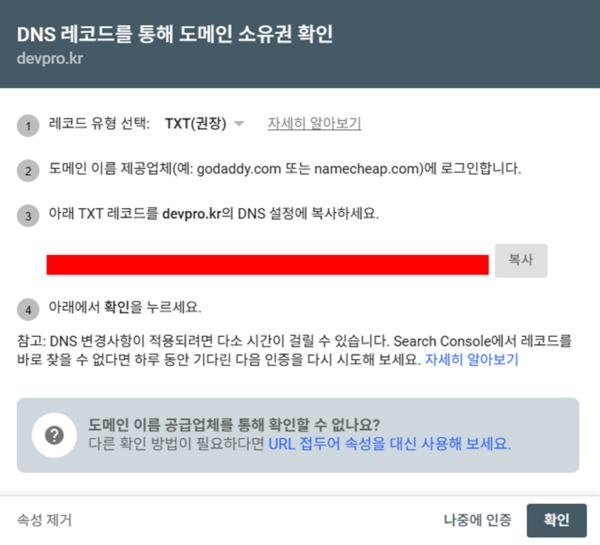 DNS 레코드를 통해 도메인 소유권 확인
devpro.kr
1 레코드 유형 선택: TXT(권장) 자세히 알아보기
2 도메인 이름 제공업체(예: godaddy.com 또는 namecheap.com)에 로그인합니다.
3 아래 TXT 레코드를 devpro.kr의 DNS 설정에 복사하세요.
복사
4 아래에서 확인을 누르세요.
참고: DNS 변경사항이 적용되려면 다소 시간이 걸릴 수 있습니다. Search Console에서 레코드를
바로 찾을 수 없다면 하루 동안 기다린 다음 인증을 다시 시도해 보세요. 자세히 알아보기
도메인 이름 공급업체를 통해 확인할 수 없나요?
다른 확인 방법이 필요하다면 URL 접두어 속성을 대신 사용해 보세요.
속성 제거 나중에 인증 확인